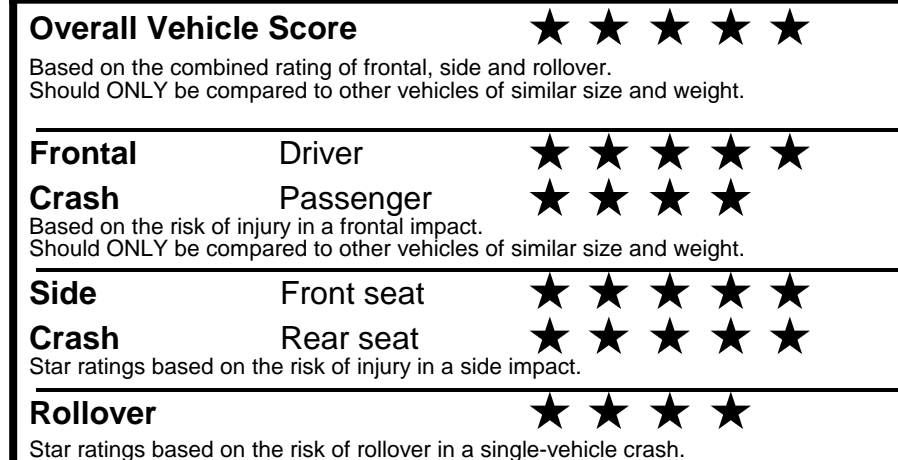 Overall Vehicle Score ★ ★ ★ ★ ★
Based on the combined rating of frontal, side and rollover.
Should ONLY be compared to other vehicles of similar size and weight.
Frontal Driver ★ ★ ★ ★ ★
Crash Passenger ★ ★ ★ ★
Based on the risk of injury in a frontal impact.
Should ONLY be compared to other vehicles of similar size and weight.
Side Front seat ★ ★ ★ ★ ★
Crash Rear seat ★ ★ ★ ★ ★
Star ratings based on the risk of injury in a side impact.
Rollover ★ ★ ★ ★
Star ratings based on the risk of rollover in a single-vehicle crash.